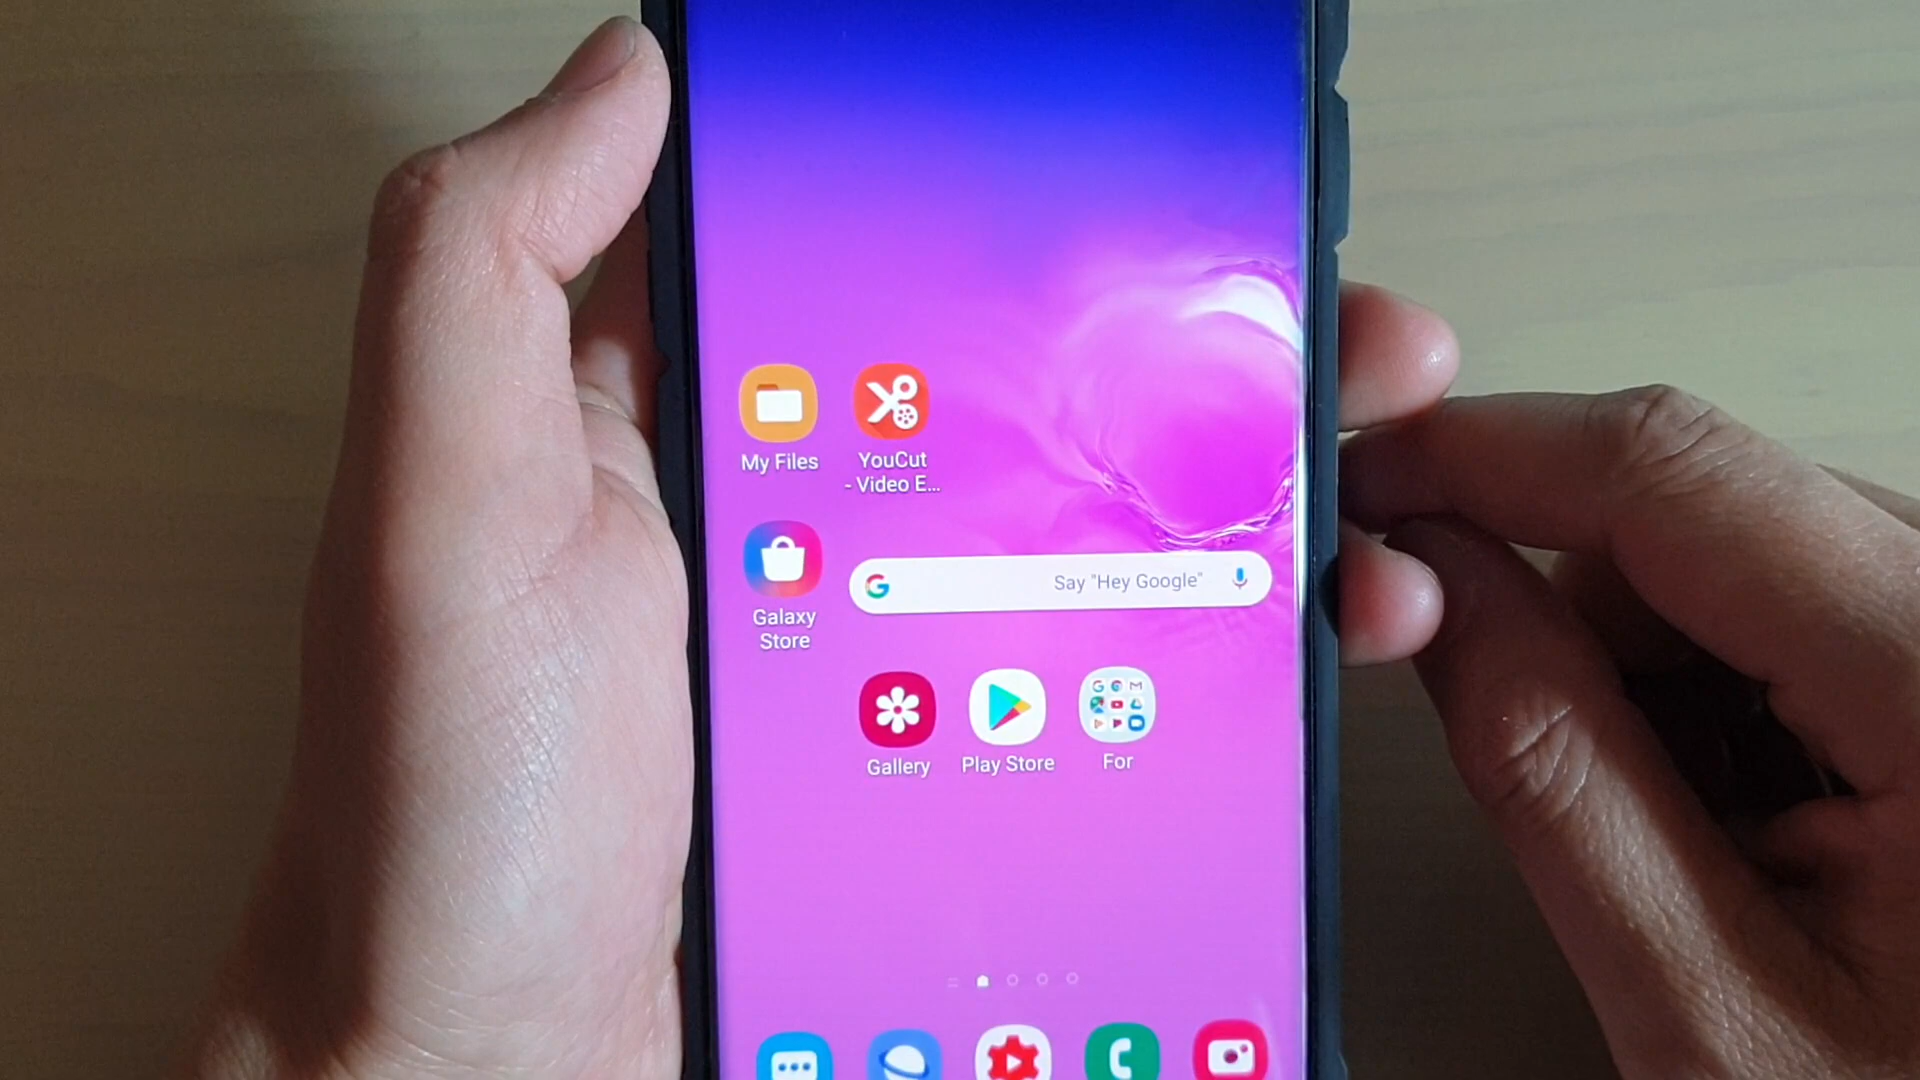 My Files
YouCut
- Video E...
Galaxy
Store
G
Say "Hey Google"
Gallery
Play Store
For